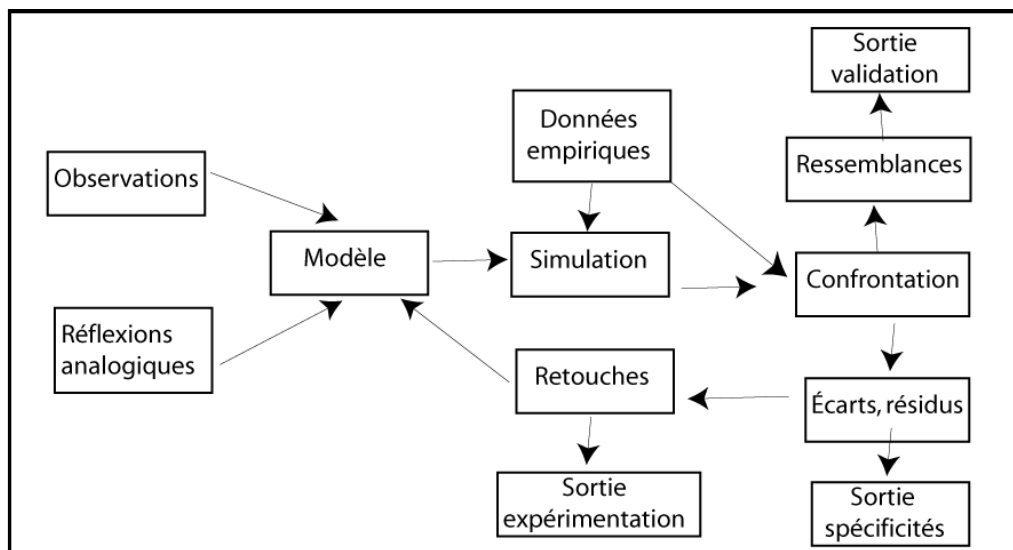 Sortie
validation
Données
empiriques
Observations
Ressemblances
Modèle
Simulation
Confrontation
Réflexions
analogiques
Retouches
Écarts, résidus
Sortie
expérimentation
Sortie
spécificités